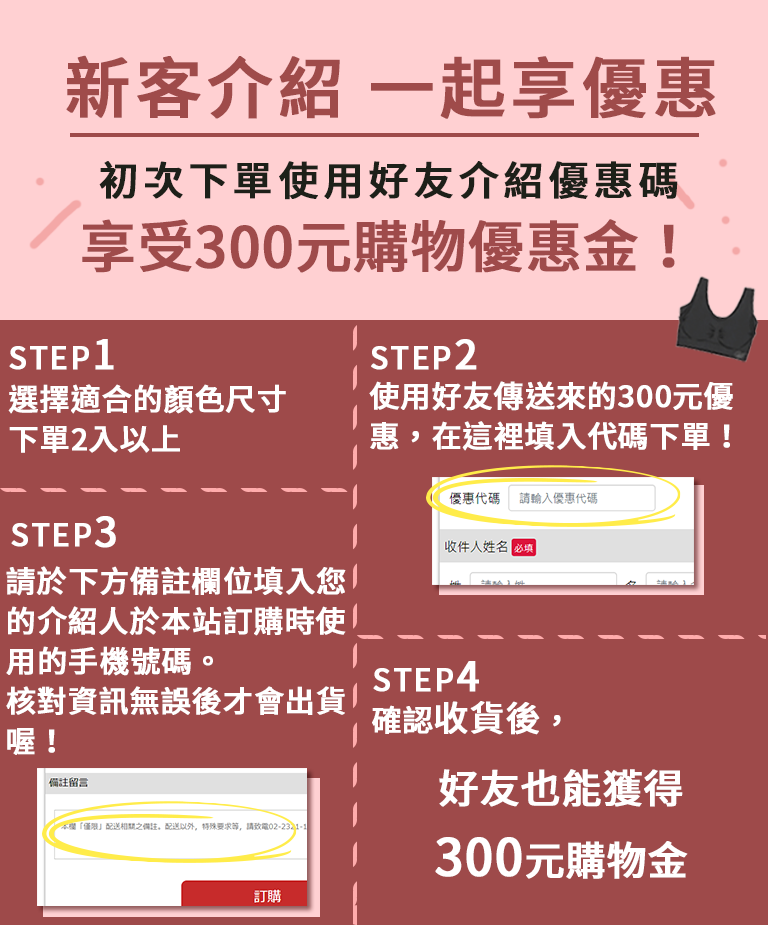 新客介紹 一起享優惠
初次下單使用好友介紹優惠碼
享受300元購物優惠金！
STEP1
選擇適合的顏色尺寸
下單2入以上
STEP2
使用好友傳送來的300元優
惠，在這裡填入代碼下單！
優惠代碼 請輸入優惠代碼
收件人姓名 必填
姓 請輸入姓 名 請輸入
STEP3
請於下方備註欄位填入您
的介紹人於本站訂購時使
用的手機號碼。
核對資訊無誤後才會出貨
喔！
備註留言
本欄「僅限」配送相關之備註。配送以外，特殊要求等，請致電02-2321-1
訂購
STEP4
確認收貨後，
好友也能獲得
300元購物金